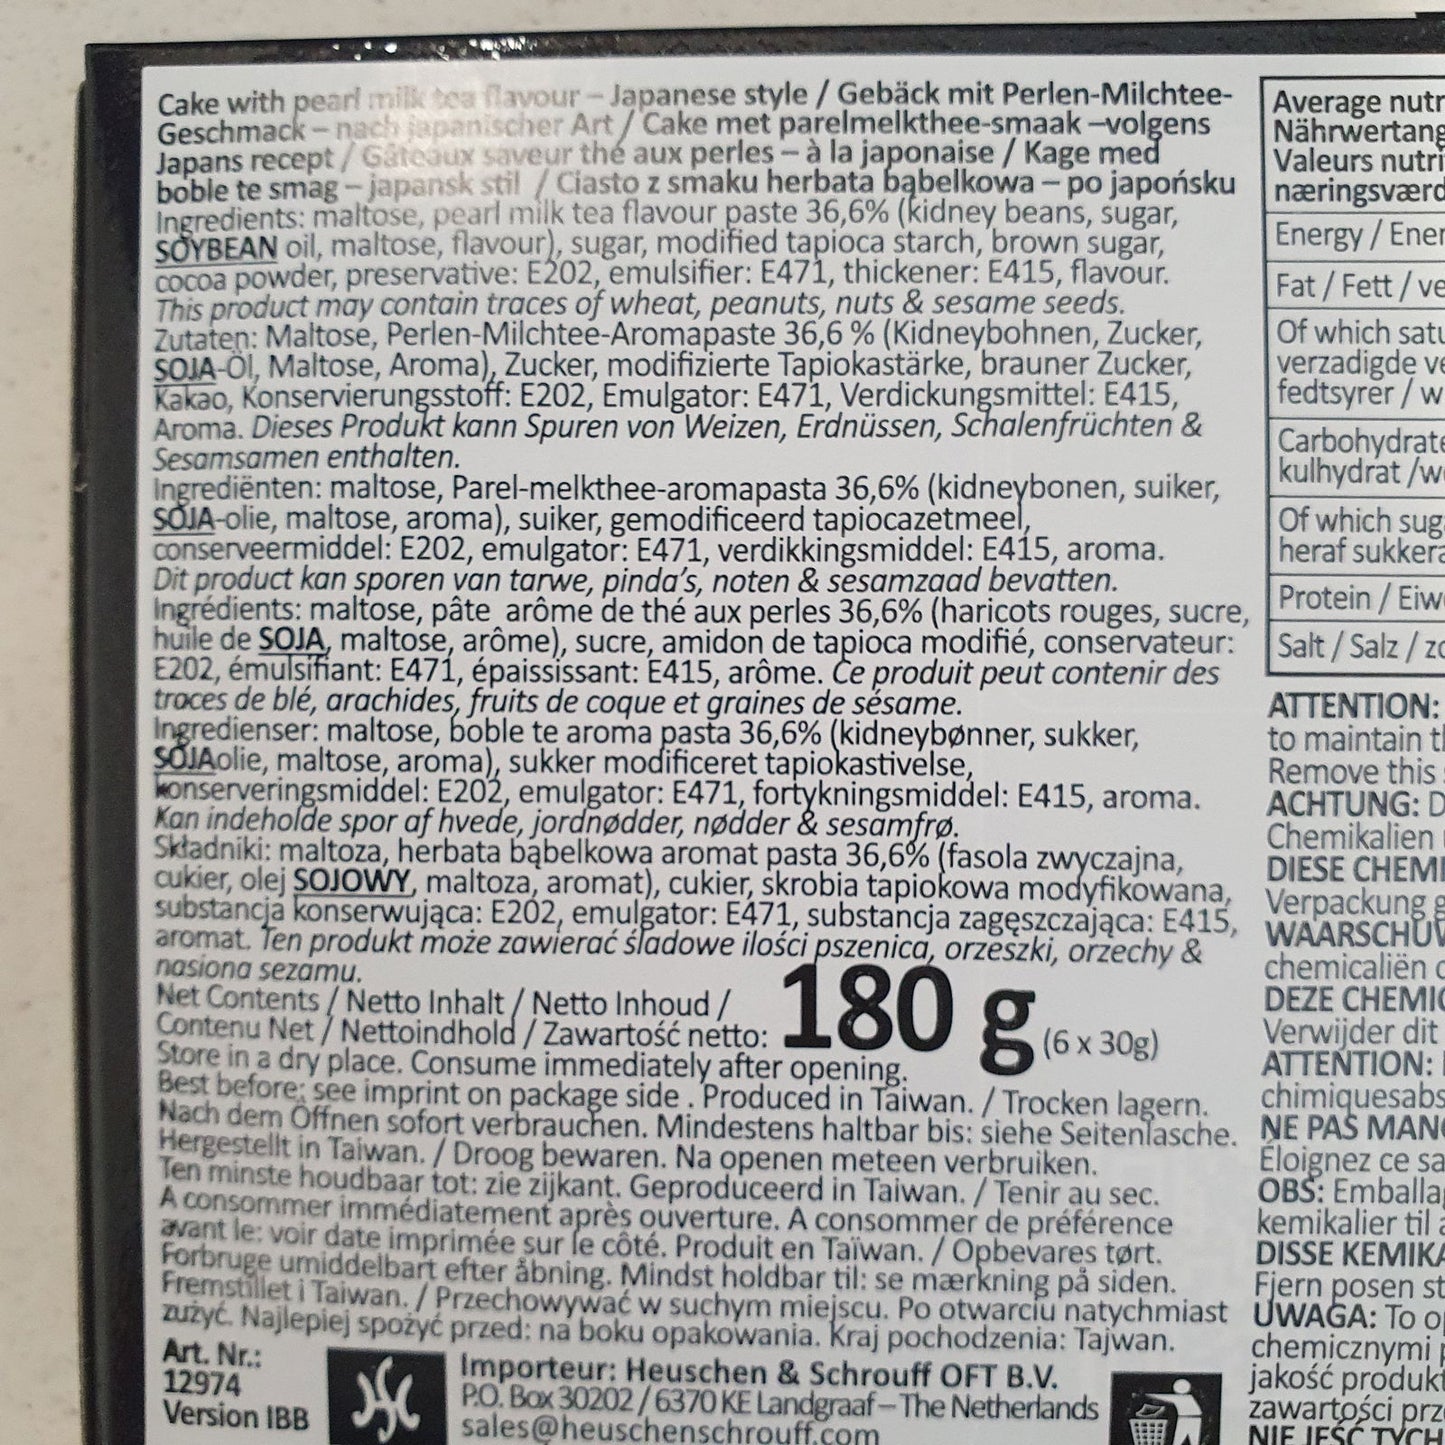 Cake with pearl milk tea flavour – Japanese style / Gebäck mit Perlen-Milchtee-
Geschmack – nach japanischer Art / Cake met parelmelkthee-smaak –volgens
Japans recept / Gâteaux saveur thé aux perles – à la japonaise / Kage med
boble te smag – japansk stil / Ciasto z smaku herbata bąbelkowa – po japońsku
Ingredients: maltose, pearl milk tea flavour paste 36,6% (kidney beans, sugar,
SOYBEAN oil, maltose, flavour), sugar, modified tapioca starch, brown sugar,
cocoa powder, preservative: E202, emulsifier: E471, thickener: E415, flavour.
This product may contain traces of wheat, peanuts, nuts & sesame seeds.
Zutaten: Maltose, Perlen-Milchtee-Aromapaste 36,6 % (Kidneybohnen, Zucker,
SOJA-Öl, Maltose, Aroma), Zucker, modifizierte Tapiokastärke, brauner Zucker,
Kakao, Konservierungsstoff: E202, Emulgator: E471, Verdickungsmittel: E415,
Aroma. Dieses Produkt kann Spuren von Weizen, Erdnüssen, Schalenfrüchten &
Sesamsamen enthalten.
Ingrediënten: maltose, Parel-melkthee-aromapasta 36,6% (kidneybonen, suiker,
SOJA-olie, maltose, aroma), suiker, gemodificeerd tapiocazetmeel,
conserveermiddel: E202, emulgator: E471, verdikkingsmiddel: E415, aroma.
Dit product kan sporen van tarwe, pinda's, noten & sesamzaad bevatten.
Ingrédients: maltose, pâte arôme de thé aux perles 36,6% (haricots rouges, sucre,
huile de SOJA, maltose, arôme), sucre, amidon de tapioca modifié, conservateur:
E202, émulsifiant: E471, épaississant: E415, arôme. Ce produit peut contenir des
traces de blé, arachides, fruits de coque et graines de sésame.
Ingredienser: maltose, boble te aroma pasta 36,6% (kidneybønner, sukker,
SOJAolie, maltose, aroma), sukker modificeret tapiokastivelse,
konserveringsmiddel: E202, emulgator: E471, fortykningsmiddel: E415, aroma.
Kan indeholde spor af hvede, jordnødder, nødder & sesamfrø.
Składniki: maltoza, herbata bąbelkowa aromat pasta 36,6% (fasola zwyczajna,
cukier, olej SOJOWY, maltoza, aromat), cukier, skrobia tapiokowa modyfikowana,
substancja konserwująca: E202, emulgator: E471, substancja zagęszczająca: E415,
aromat. Ten produkt może zawierać śladowe ilości pszenica, orzeszki, orzechy &
nasiona sezamu.
Net Contents / Netto Inhalt / Netto Inhoud /
Contenu Net / Nettoindhold / Zawartość netto: 180 g (6 x 30g)
Store in a dry place. Consume immediately after opening.
Best before: see imprint on package side . Produced in Taiwan. / Trocken lagern.
Nach dem Öffnen sofort verbrauchen. Mindestens haltbar bis: siehe Seitenlasche.
Hergestellt in Taiwan. / Droog bewaren. Na openen meteen verbruiken.
Ten minste houdbaar tot: zie zijkant. Geproduceerd in Taiwan. / Tenir au sec.
A consommer immédiatement après ouverture. A consommer de préférence
avant le: voir date imprimée sur le côté. Produit en Taïwan. / Opbevares tørt.
Forbruge umiddelbart efter åbning. Mindst holdbar til: se mærkning på siden.
Fremstillet i Taiwan. / Przechowywać w suchym miejscu. Po otwarciu natychmiast
zużyć. Najlepiej spożyć przed: na boku opakowania. Kraj pochodzenia: Tajwan.
Art. Nr.:
12974
Version IBB
Importeur: Heuschen & Schrouff OFT B.V.
P.O. Box 30202 / 6370 KE Landgraaf – The Netherlands
sales@heuschenschrouff.com
Average nutr
Nährwertang
Valeurs nutri
næringsværd
Energy / Ener
Fat / Fett / ve
Of which satu
verzadigde ve
fedtsyrer / w
Carbohydrate
kulhydrat /w
Of which sug
heraf sukkera
Protein / Eiw
Salt / Salz / zo
ATTENTION:
to maintain t
Remove this
ACHTUNG: D
Chemikalien
DIESE CHEMI
Verpackung g
WAARSCHUW
chemicaliën o
DEZE CHEMIC
Verwijder dit
ATTENTION:
chimiquesabs
NE PAS MANG
Éloignez ce sa
OBS: Emballa
kemikalier til
DISSE KEMIKA
Fjern posen st
UWAGA: To o
chemicznymi
jakość produkt
zawartości prz
NIE JEŚĆ TYCH